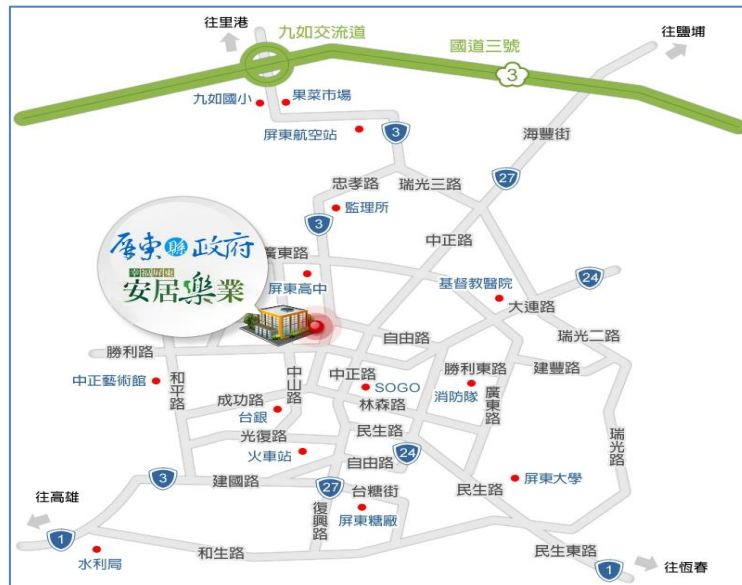 往里港
九如交流道
國道三號
往鹽埔
3
九如國小
果菜市場
屏東航空站
3
海豐街
忠孝路
瑞光三路
27
監理所
3
中正路
屏東縣政府
安居樂業
廣東路
屏東高中
基督教醫院
24
大連路
自由路
瑞光二路
勝利路
中正藝術館
和平路
中山路
中正路
SOGO
勝利東路
消防隊
建豐路
成功路
台銀
林森路
廣東路
光復路
民生路
火車站
自由路
24
瑞光路
3
建國路
27
台糖街
民生路
屏東大學
往高雄
復興路
屏東糖廠
1
水利局
和生路
民生東路
1
往恆春